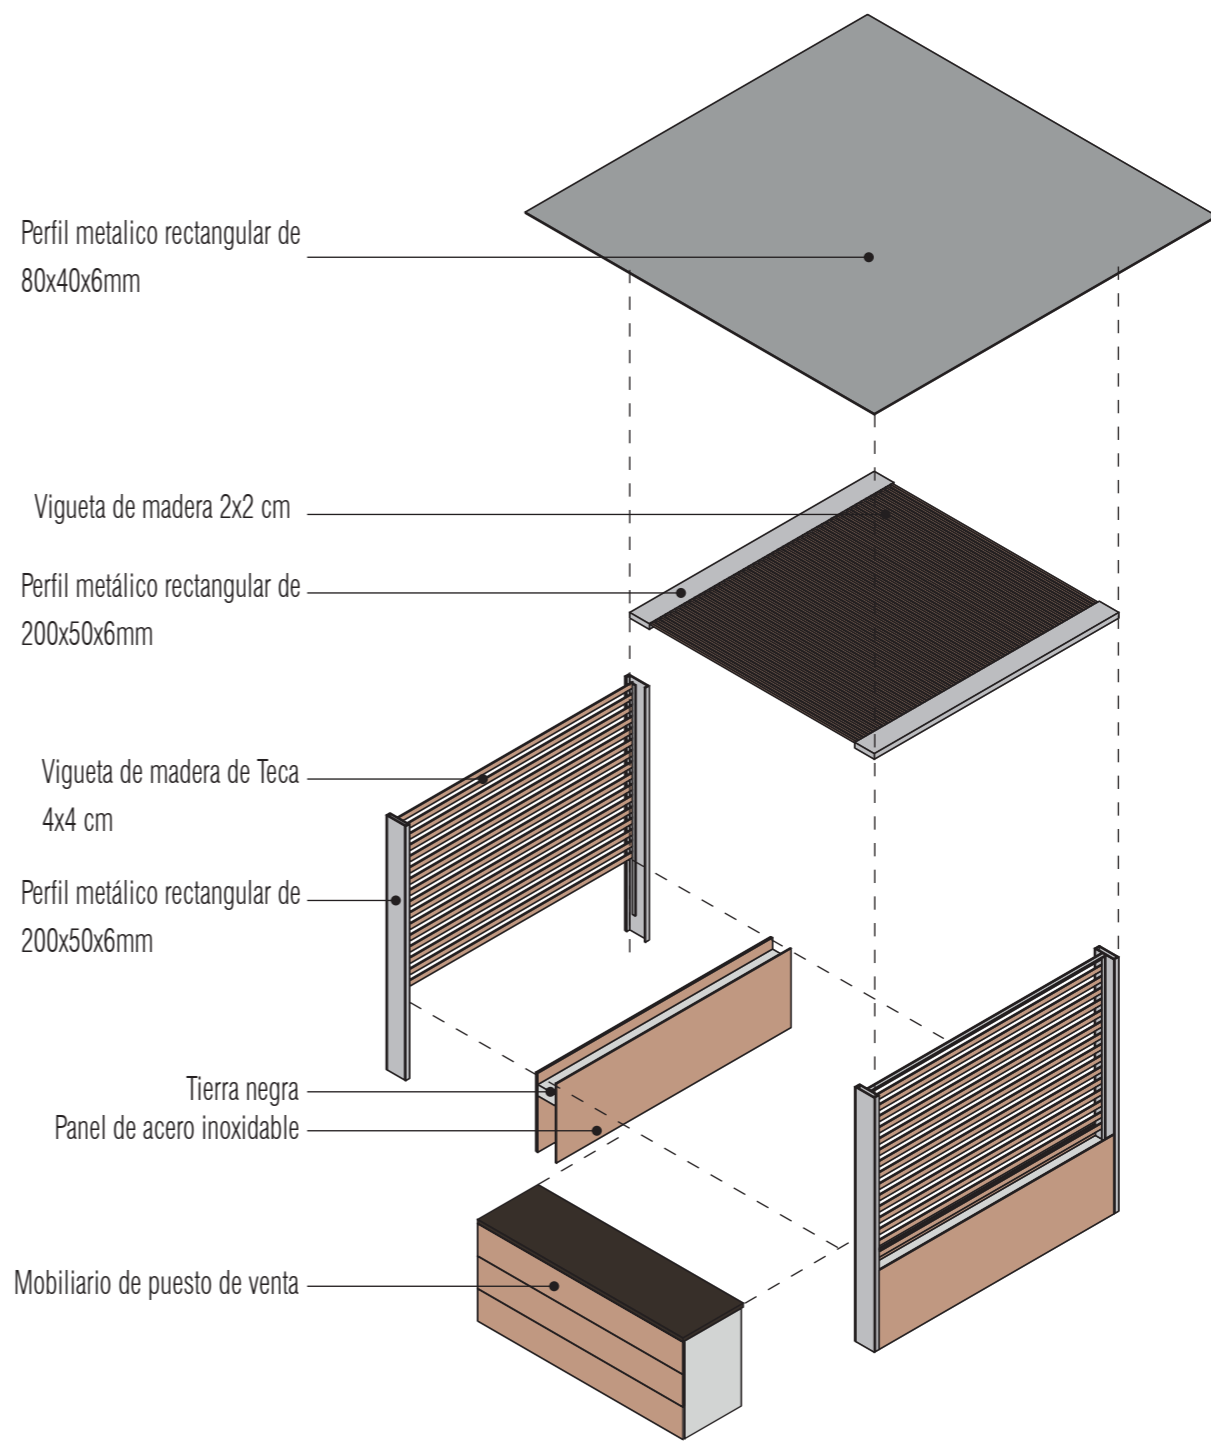 Perfil metalico rectangular de
80x40x6mm
Vigueta de madera 2x2 cm
Perfil metálico rectangular de
200x50x6mm
Vigueta de madera de Teca
4x4 cm
Perfil metálico rectangular de
200x50x6mm
Tierra negra
Panel de acero inoxidable
Mobiliario de puesto de venta